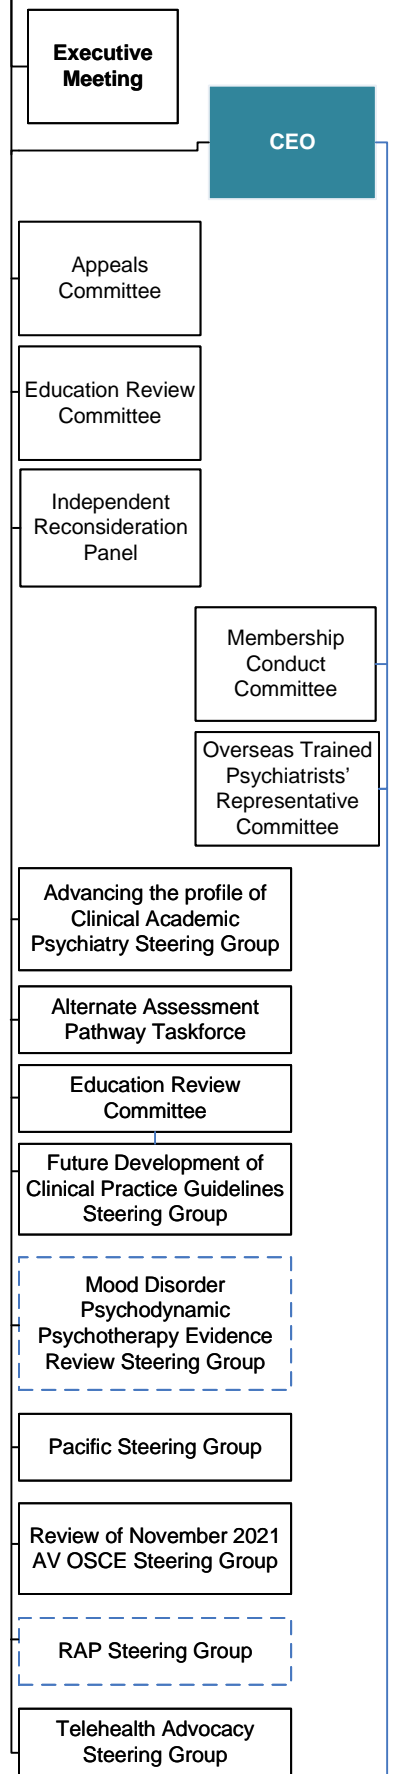 Executive
Meeting
CEO
Appeals
Committee
Education Review
Committee
Independent
Reconsideration
Panel
Membership
Conduct
Committee
Overseas Trained
Psychiatrists’
Representative
Committee
Advancing the profile of
Clinical Academic
Psychiatry Steering Group
Alternate Assessment
Pathway Taskforce
Education Review
Committee
Future Development of
Clinical Practice Guidelines
Steering Group
Mood Disorder
Psychodynamic
Psychotherapy Evidence
Review Steering Group
Pacific Steering Group
Review of November 2021
AV OSCE Steering Group
RAP Steering Group
Telehealth Advocacy
Steering Group